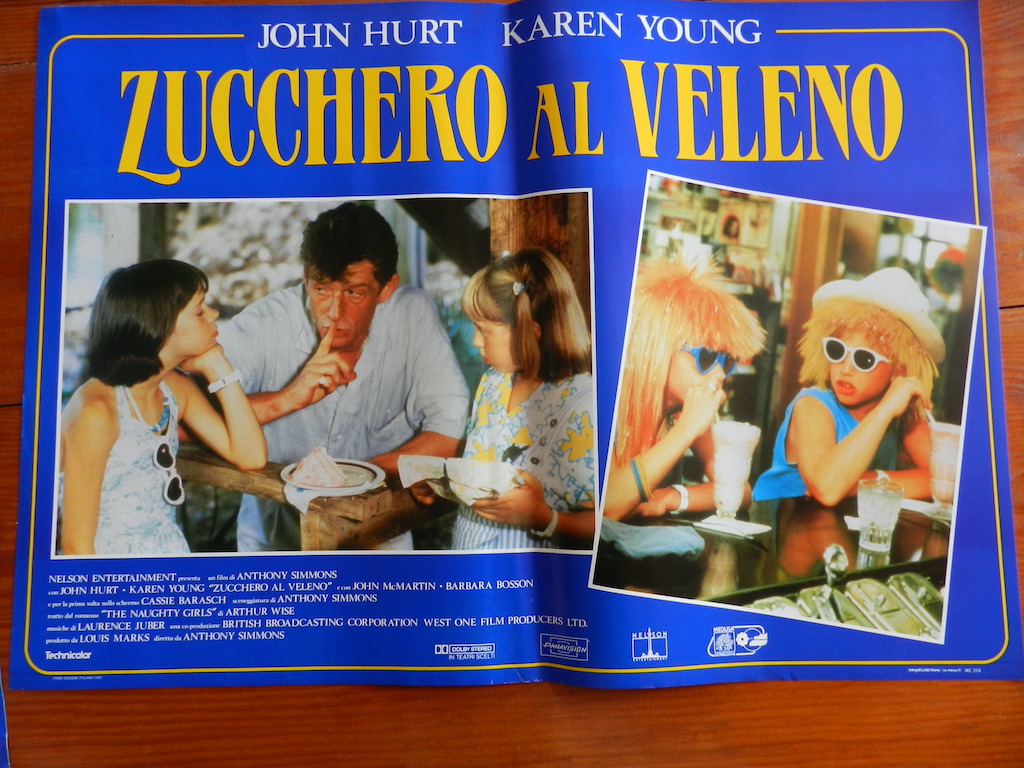 JOHN HURT KAREN YOUNG
ZUCCHERO AL VELENO
NELSON ENTERTAINMENT presenta un film di ANTHONY SIMMONS
con JOHN HURT · KAREN YOUNG "ZUCCHERO AL VELENO" e con JOHN McMARTIN · BARBARA BOSSON
e per la prima volta sullo schermo CASSIE BARASCH sceneggiatura di ANTHONY SIMMONS
tratto dal romanzo "THE NAUGHTY GIRLS" di ARTHUR WISE
musiche di LAURENCE JUBER una co-produzione BRITISH BROADCASTING CORPORATION WEST ONE FILM PRODUCERS LTD.
prodotto da LOUIS MARKS diretto da ANTHONY SIMMONS
Technicolor
DOLBY STEREO
IN TEATRI SCELTI
PANAVISION
NELSON
ENTERTAINMENT
MEDUSA